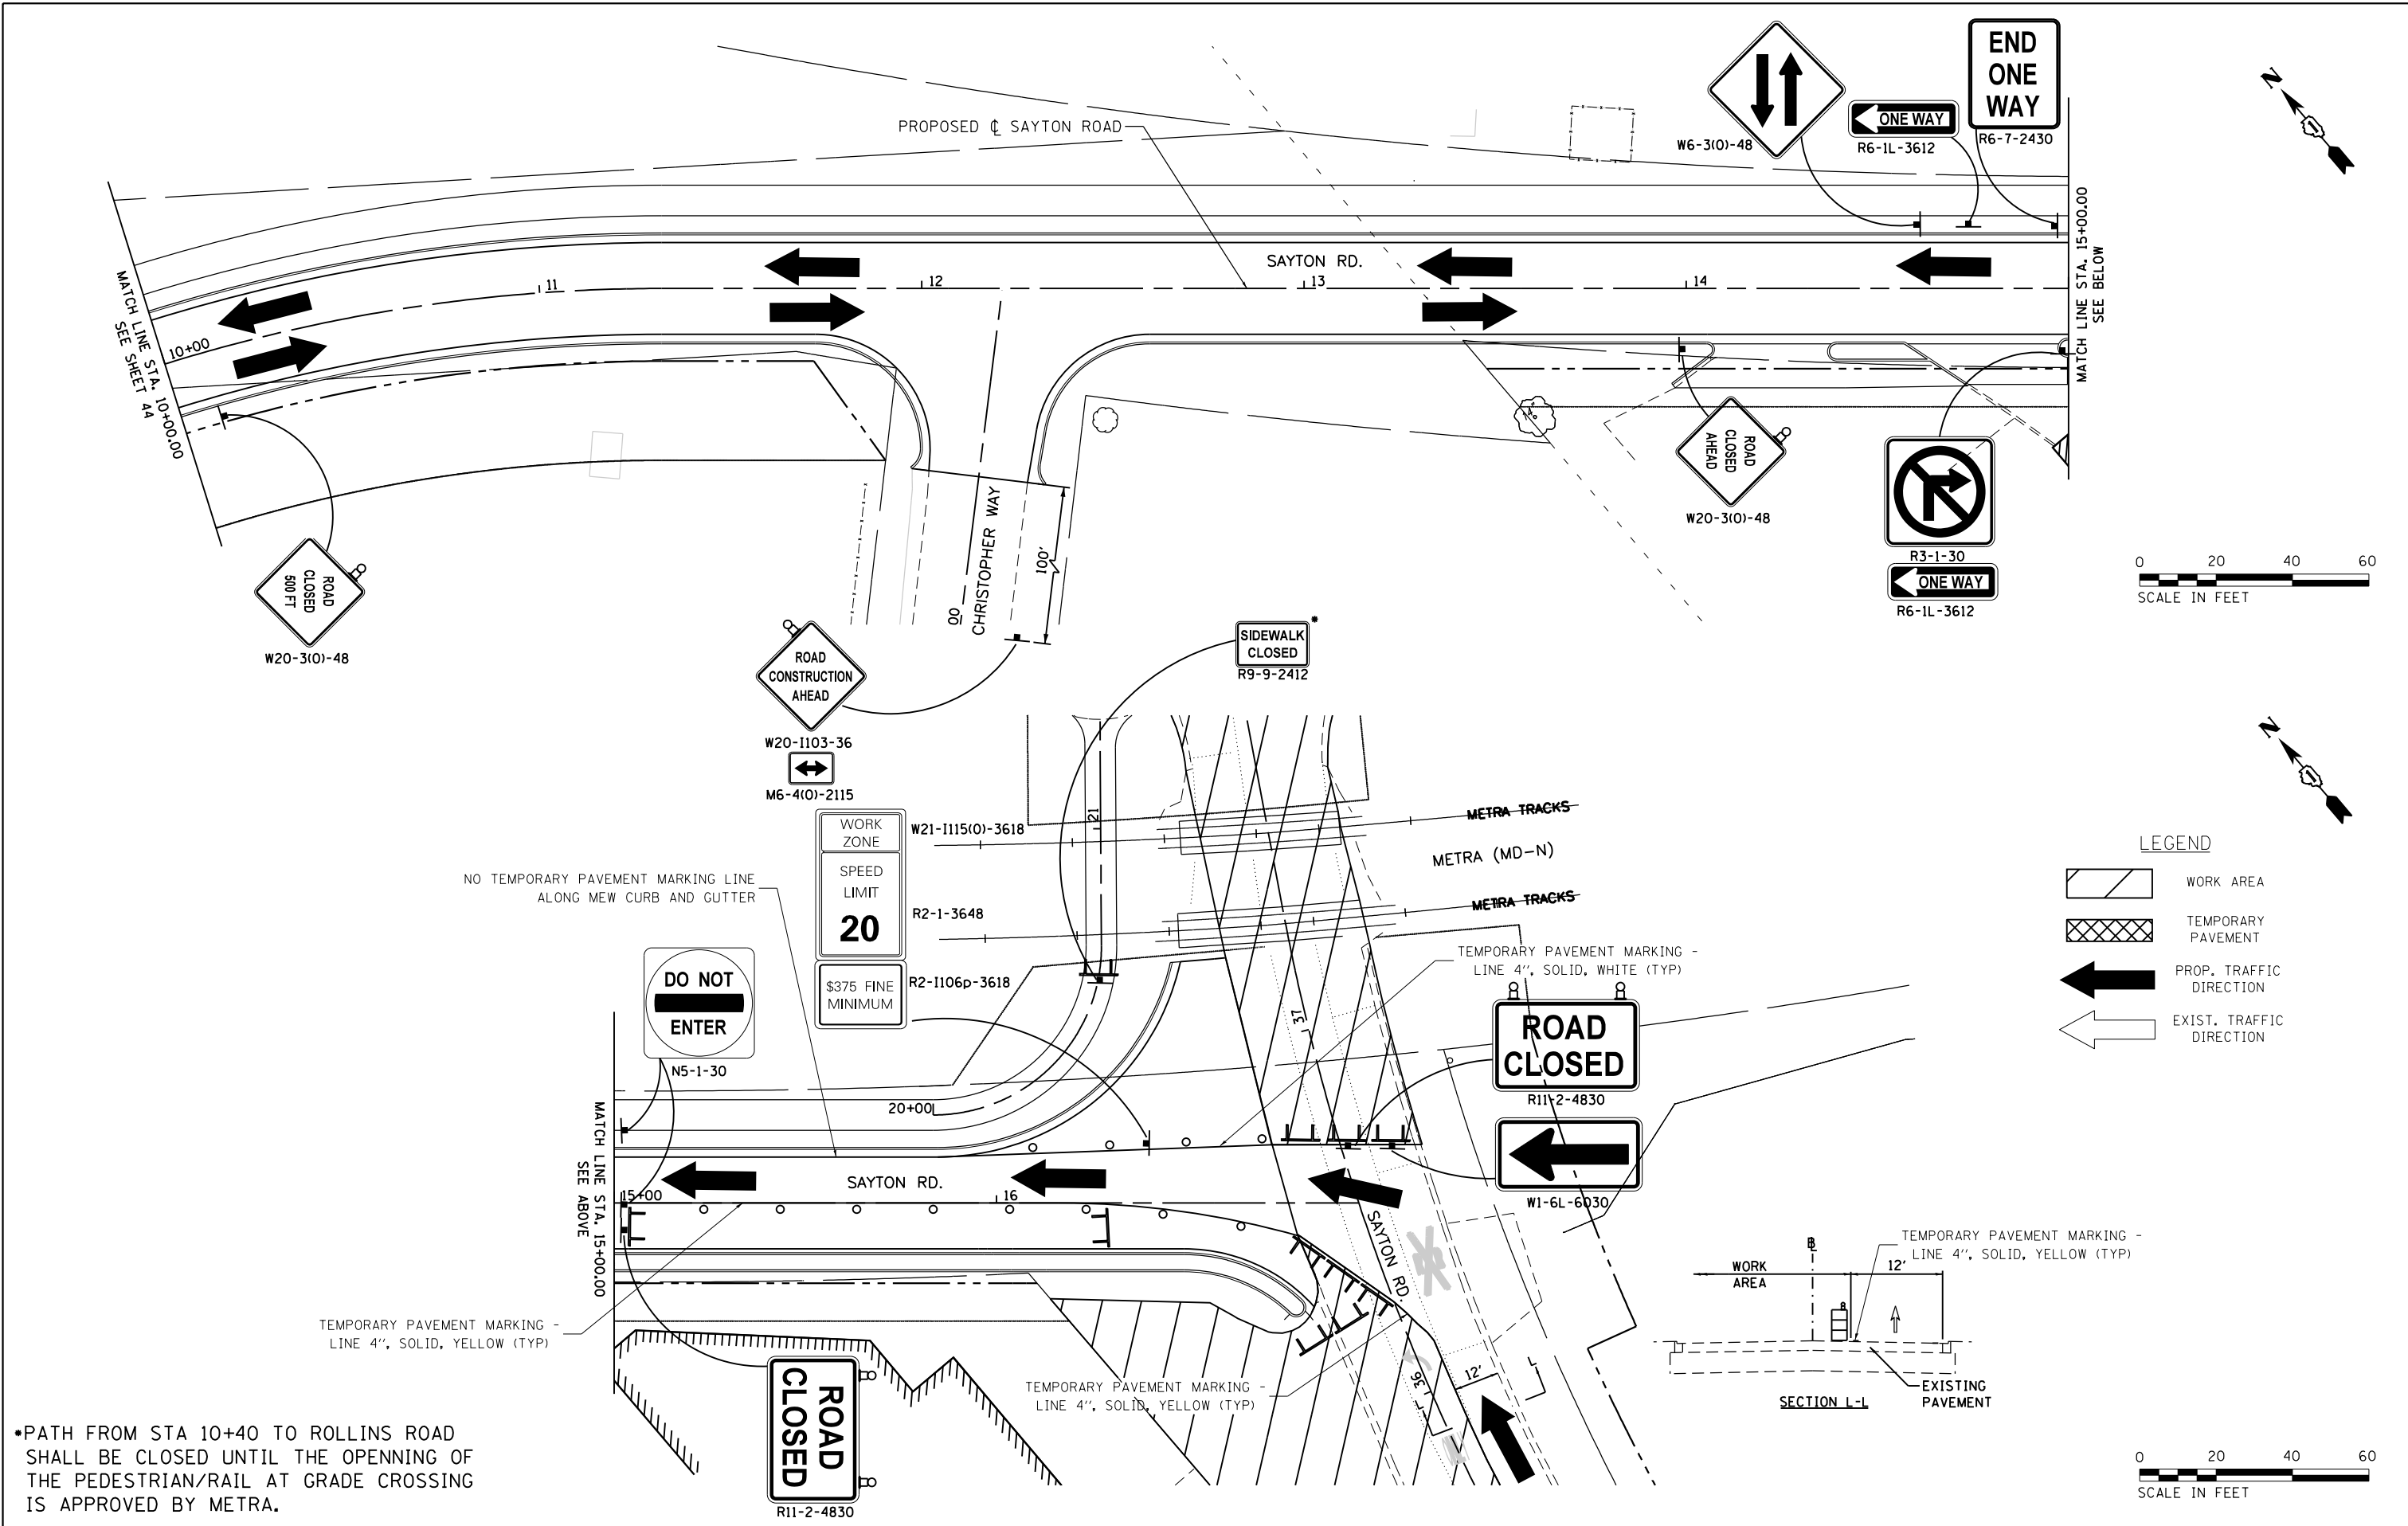 END
ONE
WAY
R6-7-2430
ONE WAY
R6-1L-3612
W6-3(O)-48
N
PROPOSED ℄ SAYTON ROAD
SAYTON RD.
11
12
13
14
10+00
MATCH LINE STA. 10+00.00
SEE SHEET 44
MATCH LINE STA. 15+00.00
SEE BELOW
ROAD
CLOSED
500 FT
W20-3(O)-48
CHRISTOPHER WAY
100'
00
ROAD
CLOSED
AHEAD
W20-3(O)-48
R3-1-30
ONE WAY
R6-1L-3612
0 20 40 60
SCALE IN FEET
ROAD
CONSTRUCTION
AHEAD
W20-I103-36
M6-4(O)-2115
SIDEWALK
CLOSED
*
R9-9-2412
N
WORK
ZONE
W21-I115(O)-3618
SPEED
LIMIT
20
R2-1-3648
$375 FINE
MINIMUM
R2-I106p-3618
21
METRA TRACKS
METRA (MD-N)
METRA TRACKS
NO TEMPORARY PAVEMENT MARKING LINE
ALONG MEW CURB AND GUTTER
DO NOT
ENTER
N5-1-30
TEMPORARY PAVEMENT MARKING -
LINE 4", SOLID, WHITE (TYP)
LEGEND
WORK AREA
TEMPORARY
PAVEMENT
PROP. TRAFFIC
DIRECTION
EXIST. TRAFFIC
DIRECTION
ROAD
CLOSED
R11-2-4830
W1-6L-6030
37
20+00
MATCH LINE STA. 15+00.00
SEE ABOVE
15+00
SAYTON RD.
16
SAYTON RD.
36
12'
L
L
TEMPORARY PAVEMENT MARKING -
LINE 4", SOLID, YELLOW (TYP)
ROAD
CLOSED
R11-2-4830
TEMPORARY PAVEMENT MARKING -
LINE 4", SOLID, YELLOW (TYP)
TEMPORARY PAVEMENT MARKING -
LINE 4", SOLID, YELLOW (TYP)
WORK
AREA
12'
EXISTING
PAVEMENT
SECTION L-L
*PATH FROM STA 10+40 TO ROLLINS ROAD
SHALL BE CLOSED UNTIL THE OPENNING OF
THE PEDESTRIAN/RAIL AT GRADE CROSSING
IS APPROVED BY METRA.
0 20 40 60
SCALE IN FEET